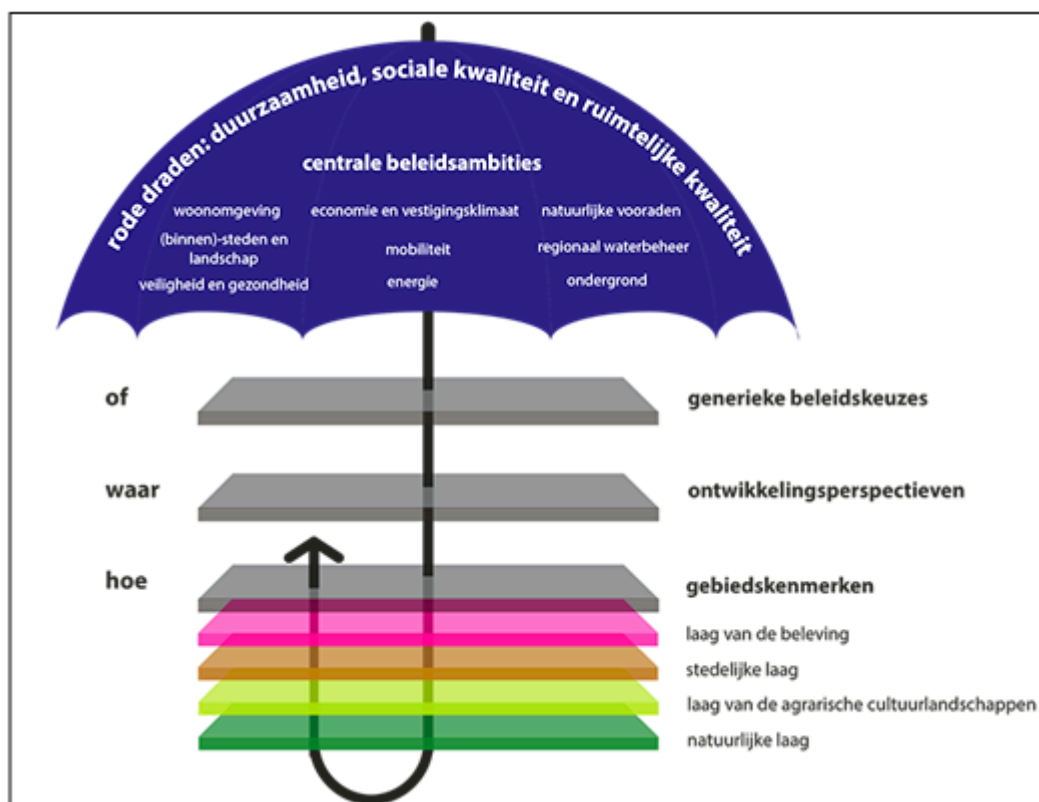 rode draden: duurzaamheid, sociale kwaliteit en ruimtelijke kwaliteit
centrale beleidsambities
woonomgeving
economie en vestigingsklimaat
natuurlijke vooraden
(binnen)-steden en
landschap
mobiliteit
regionaal waterbeheer
veiligheid en gezondheid
energie
ondergrond
of
generieke beleidskeuzes
waar
ontwikkelingsperspectieven
hoe
gebiedskenmerken
laag van de beleving
stedelijke laag
laag van de agrarische cultuurlandschappen
natuurlijke laag